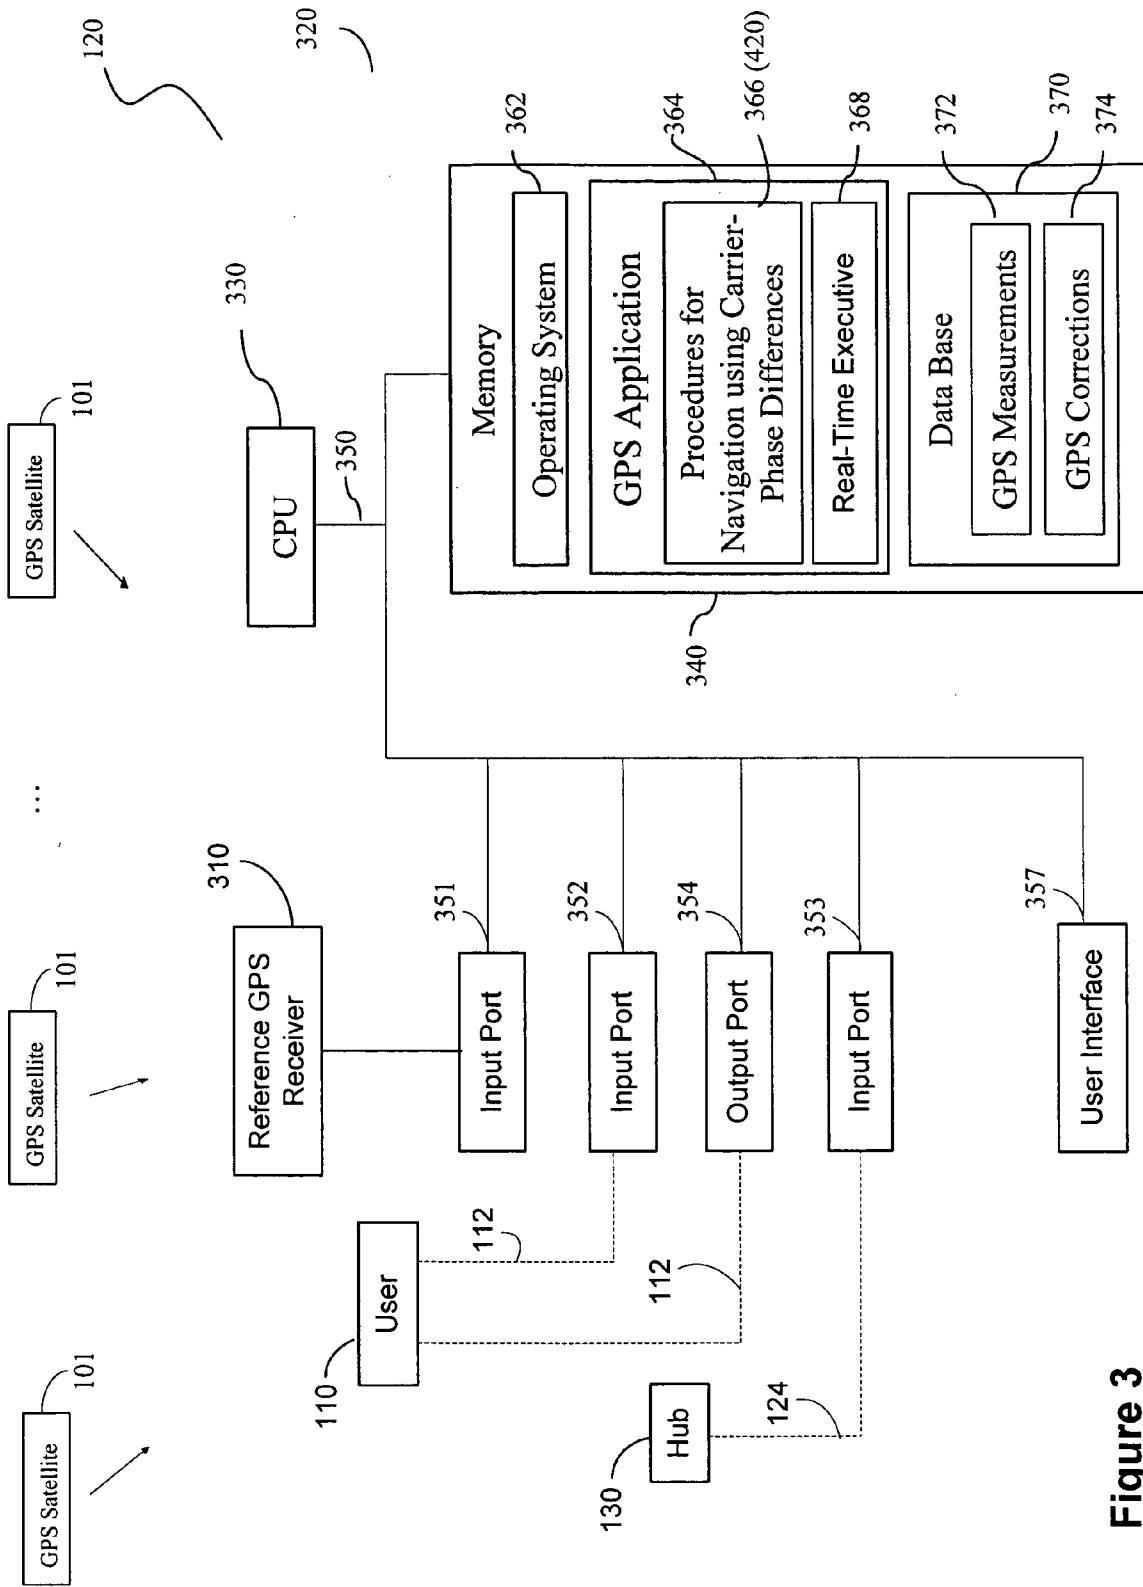 120
320
GPS Satellite
101
GPS Satellite
101
...
GPS Satellite
101
Reference GPS
Receiver
310
CPU
330
350
User
110
112
112
Hub
130
124
Input Port
351
Input Port
352
Output Port
354
Input Port
353
User Interface
357
340
Memory
Operating System
362
GPS Application
364
Procedures for
Navigation using Carrier-
Phase Differences
366 (420)
Real-Time Executive
368
Data Base
370
GPS Measurements
372
GPS Corrections
374
Figure 3